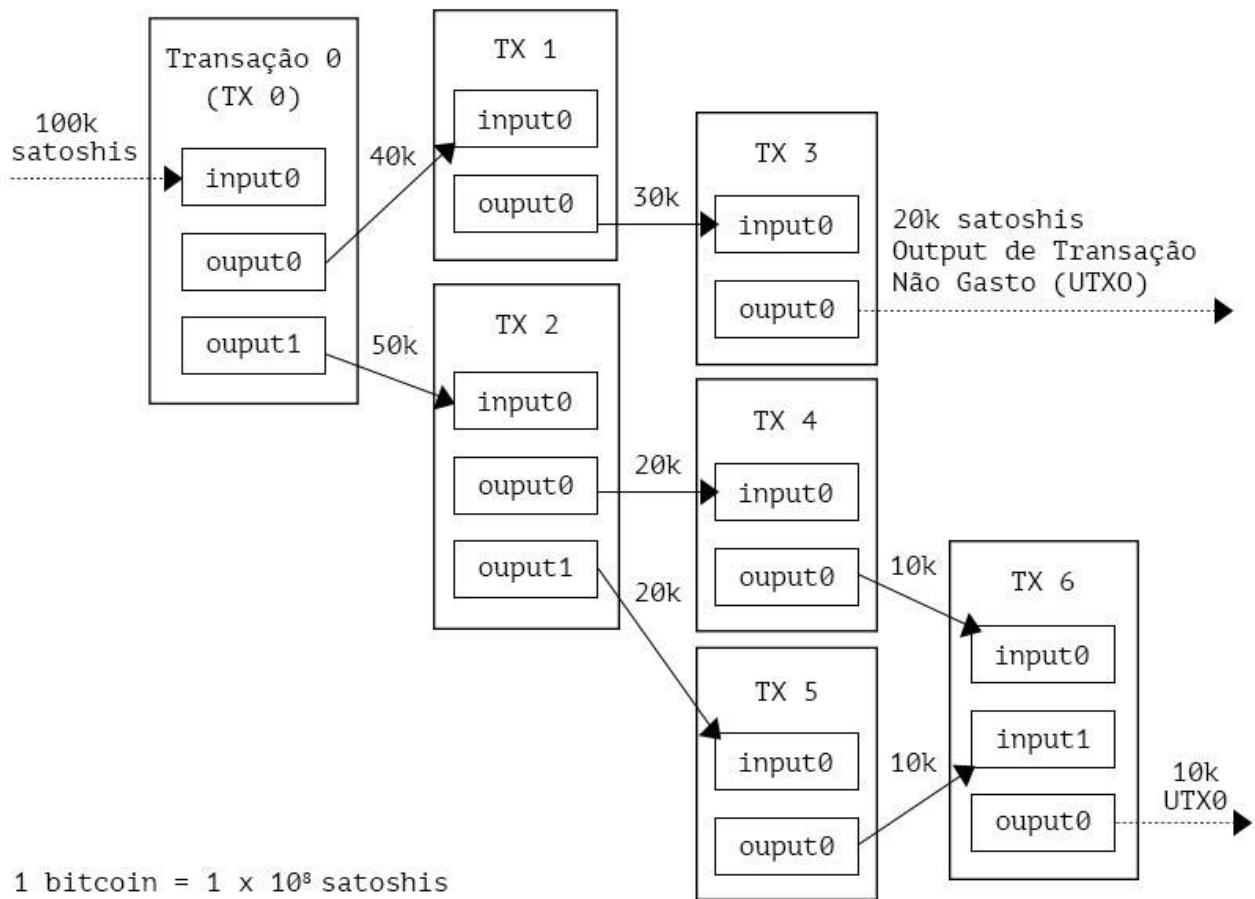 Transação 0
(TX 0)
100k
satoshis
input0
ouput0
ouput1
40k
50k
TX 1
input0
ouput0
30k
TX 2
input0
ouput0
ouput1
20k
20k
TX 3
input0
ouput0
20k satoshis
Output de Transação
Não Gasto (UTXO)
TX 4
input0
ouput0
10k
TX 5
input0
ouput0
10k
TX 6
input0
input1
ouput0
10k
UTX0
1 bitcoin = 1 x 10⁸ satoshis